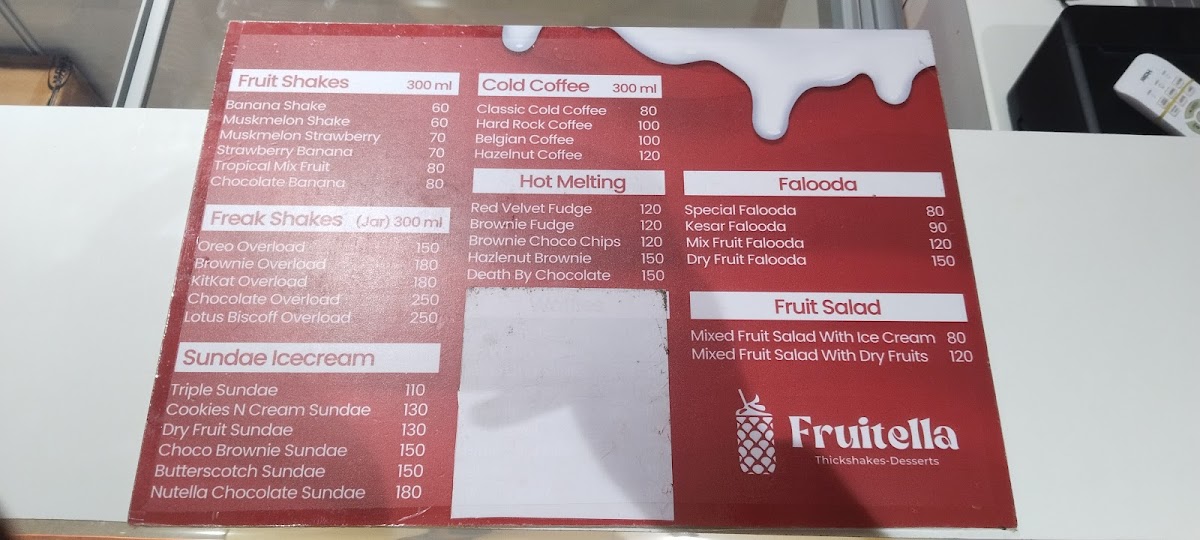 Fruit Shakes 300 ml
Banana Shake 60
Muskmelon Shake 60
Muskmelon Strawberry 70
Strawberry Banana 70
Tropical Mix Fruit 80
Chocolate Banana 80
Freak Shakes (Jar) 300 ml
Oreo Overload 150
Brownie Overload 180
KitKat Overload 180
Chocolate Overload 250
Lotus Biscoff Overload 250
Sundae Icecream
Triple Sundae 110
Cookies N Cream Sundae 130
Dry Fruit Sundae 130
Choco Brownie Sundae 150
Butterscotch Sundae 150
Nutella Chocolate Sundae 180
Cold Coffee 300 ml
Classic Cold Coffee 80
Hard Rock Coffee 100
Belgian Coffee 100
Hazelnut Coffee 120
Hot Melting
Red Velvet Fudge 120
Brownie Fudge 120
Brownie Choco Chips 120
Hazlenut Brownie 150
Death By Chocolate 150
Falooda
Special Falooda 80
Kesar Falooda 90
Mix Fruit Falooda 120
Dry Fruit Falooda 150
Fruit Salad
Mixed Fruit Salad With Ice Cream 80
Mixed Fruit Salad With Dry Fruits 120
Fruitella
Thickshakes-Desserts